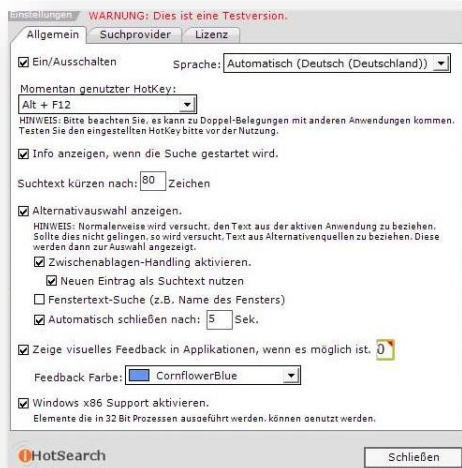 Einstellungen WARNUNG: Dies ist eine Testversion.
Allgemein Suchprovider Lizenz
Ein/Ausschalten Sprache: Automatisch (Deutsch (Deutschland))
Momentan genutzter HotKey:
Alt + F12
HINWEIS: Bitte beachten Sie, es kann zu Doppel-Belegungen mit anderen Anwendungen kommen.
Testen Sie den eingestellten HotKey bitte vor der Nutzung.
Info anzeigen, wenn die Suche gestartet wird.
Suchtext kürzen nach: 80 Zeichen
Alternativauswahl anzeigen.
HINWEIS: Normalerweise wird versucht, den Text aus der aktiven Anwendung zu beziehen.
Sollte dies nicht gelingen, so wird versucht, Text aus Alternativenquellen zu beziehen. Diese
werden dann zur Auswahl angezeigt.
Zwischenablagen-Handling aktivieren.
Neuen Eintrag als Suchtext nutzen
Fenstertext-Suche (z.B. Name des Fensters)
Automatisch schließen nach: 5 Sek.
Zeige visuelles Feedback in Applikationen, wenn es möglich ist.
Feedback Farbe: CornflowerBlue
Windows x86 Support aktivieren.
Elemente die in 32 Bit Prozessen ausgeführt werden, können genutzt werden.
HotSearch Schließen